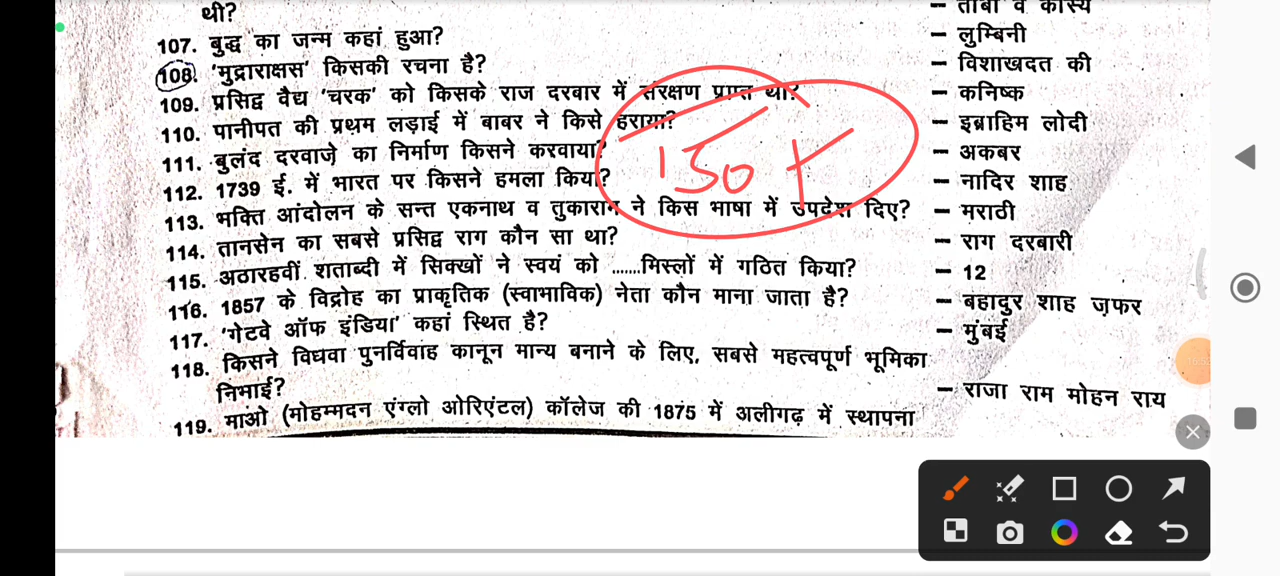 थी? – तांबा व कांस्य
107. बुद्ध का जन्म कहां हुआ? – लुम्बिनी
108. 'मुद्राराक्षस' किसकी रचना है? – विशाखदत की
109. प्रसिद्व वैद्य 'चरक' को किसके राज दरबार में संरक्षण प्राप्त था? – कनिष्क
110. पानीपत की प्रथम लड़ाई में बाबर ने किसे हराया? – इब्राहिम लोदी
111. बुलंद दरवाजे़ का निर्माण किसने करवाया? – अकबर
112. 1739 ई. में भारत पर किसने हमला किया? – नादिर शाह
113. भक्ति आंदोलन के सन्त एकनाथ व तुकाराम ने किस भाषा में उपदेश दिए? – मराठी
114. तानसेन का सबसे प्रसिद्व राग कौन सा था? – राग दरबारी
115. अठारहवीं शताब्दी में सिक्खों ने स्वयं को .......मिस्लों में गठित किया? – 12
116. 1857 के विद्रोह का प्राकृतिक (स्वाभाविक) नेता कौन माना जाता है? – बहादुर शाह ज़फर
117. 'गेटवे ऑफ इंडिया' कहां स्थित है? – मुंबई
118. किसने विधवा पुनर्विवाह कानून मान्य बनाने के लिए, सबसे महत्वपूर्ण भूमिका
निभाई? – राजा राम मोहन राय
119. माओ (मोहम्मदन एंग्लो ओरिएंटल) कॉलेज की 1875 में अलीगढ़ में स्थापना
150+